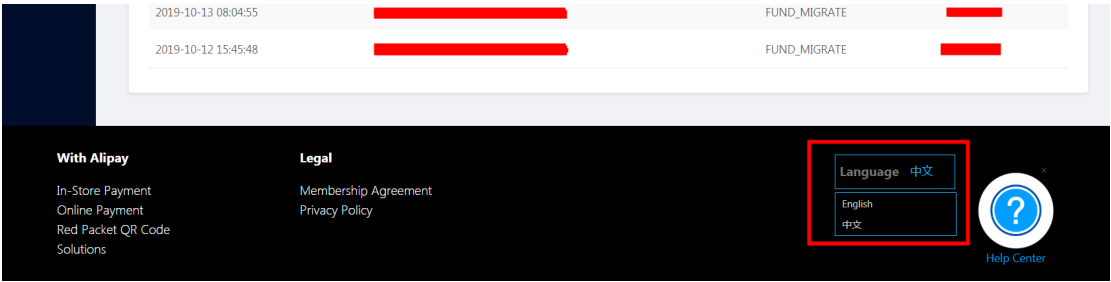 2019-10-13 08:04:55 FUND_MIGRATE
2019-10-12 15:45:48 FUND_MIGRATE
With Alipay
In-Store Payment
Online Payment
Red Packet QR Code
Solutions
Legal
Membership Agreement
Privacy Policy
Language 中文
English
中文
×
?
Help Center